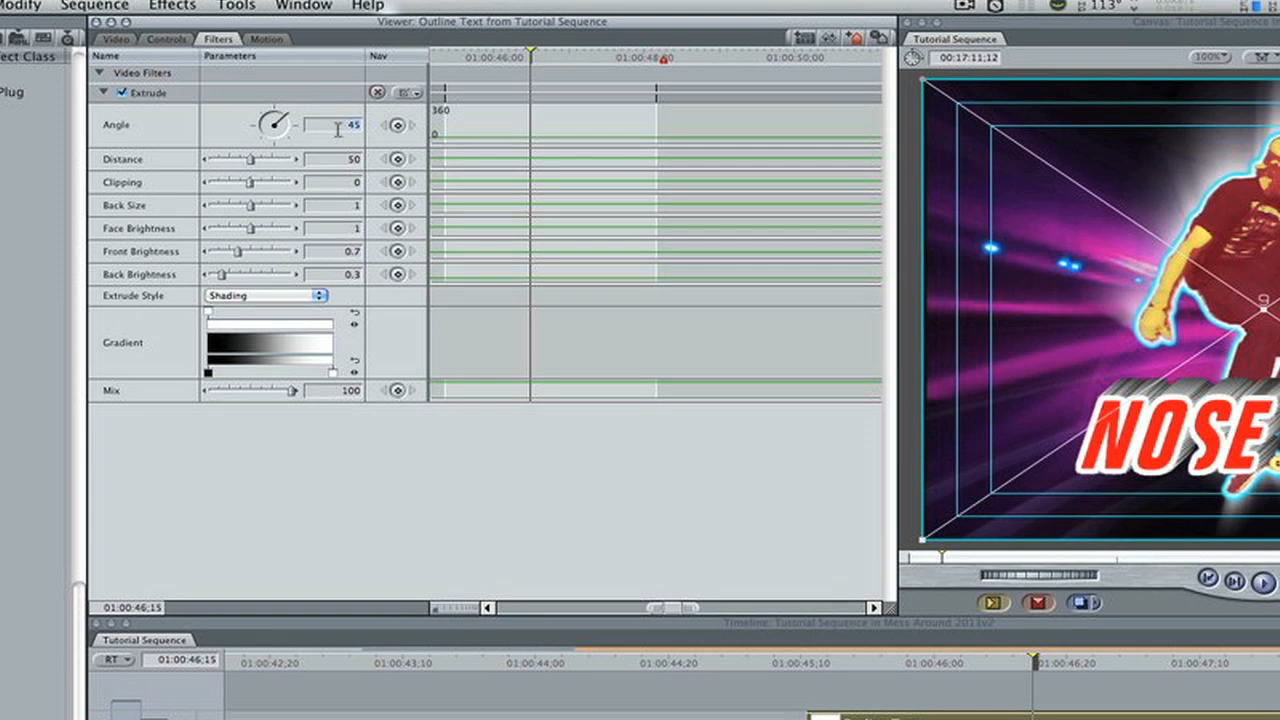 Modify Sequence Effects Tools Window Help 113°
Viewer: Outline Text from Tutorial Sequence
Video Controls Filters Motion
Name Parameters Nav 01:00:46:00 01:00:48:00 01:00:50:00
ect Class
Plug
Video Filters
Extrude
Angle 45 360 0
Distance 50
Clipping 0
Back Size 1
Face Brightness 1
Front Brightness 0.7
Back Brightness 0.3
Extrude Style Shading
Gradient
Mix 100
01:00:46;15
Canvas: Tutorial Sequence
Tutorial Sequence
00:17:11;12 100%
NOSE
Timeline: Tutorial Sequence in Mess Around 2011v2
Tutorial Sequence
RT 01:00:46;15 01:00:42;20 01:00:43;10 01:00:44;00 01:00:44;20 01:00:45;10 01:00:46;00 01:00:46;20 01:00:47;10